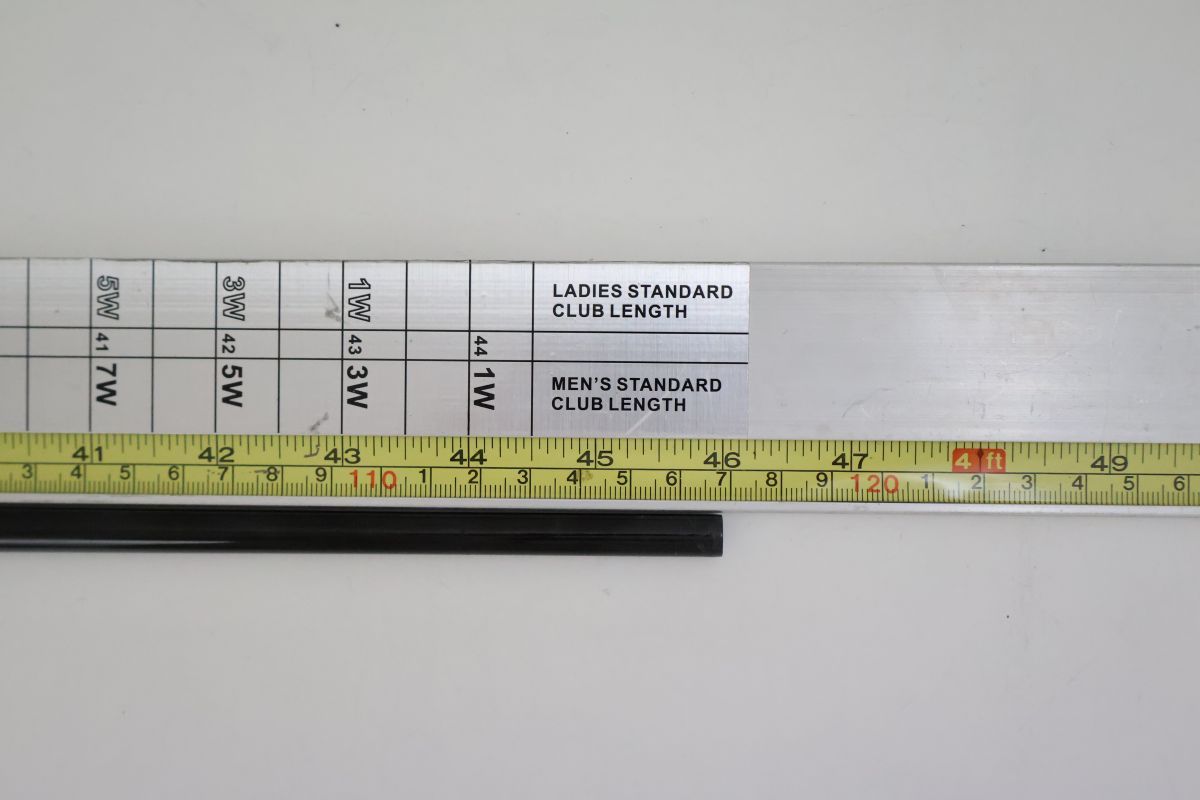 5W 3W 1W LADIES STANDARD
CLUB LENGTH
41 42 43 44
7W 5W 3W 1W MEN'S STANDARD
CLUB LENGTH
41 42 43 44 45 46 47 4ft 49
3 4 5 6 7 8 9 110 1 2 3 4 5 6 7 8 9 120 1 2 3 4 5 6